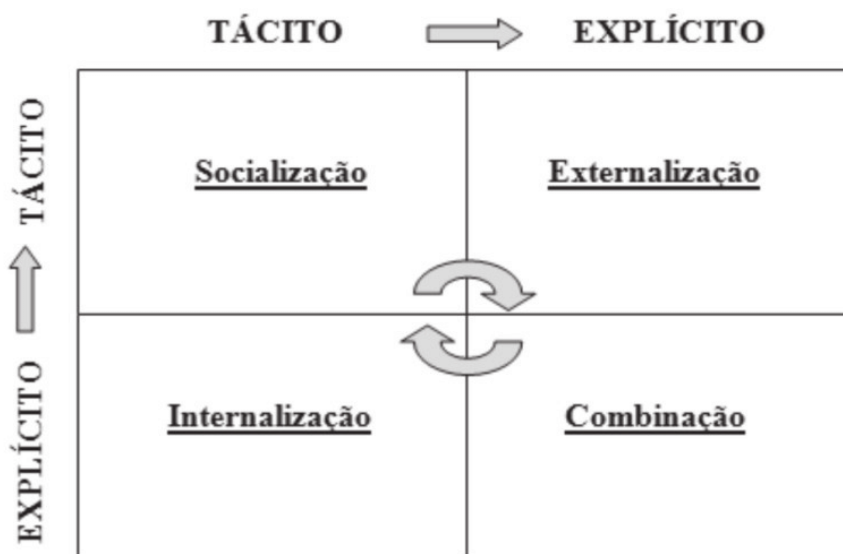 TÁCITO EXPLÍCITO
TÁCITO
Socialização Externalização
EXPLÍCITO
Internalização Combinação